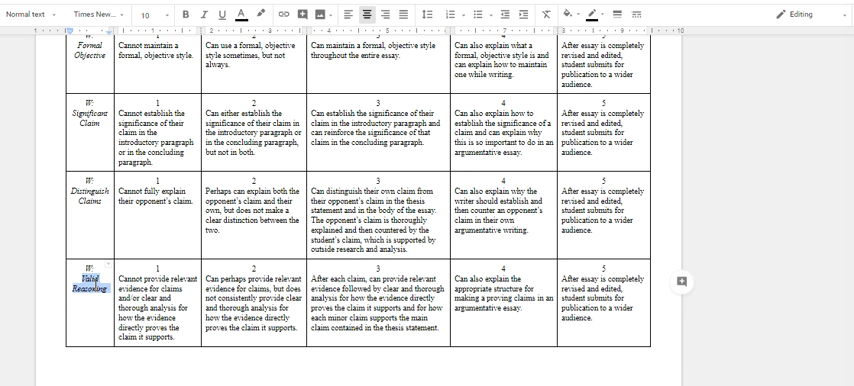 Normal text Times New... 10 B I U A Editing
1 1 2 3 4 5 6 7 8 9 10
W: 1 2 3 4 5
Formal Objective
Cannot maintain a
formal, objective style.
Can use a formal, objective
style sometimes, but not
always.
Can maintain a formal, objective style
throughout the entire essay.
Can also explain what a
formal, objective style is and
can explain how to maintain
one while writing.
After essay is completely
revised and edited,
student submits for
publication to a wider
audience.
W:
Significant
Claim
1
Cannot establish the
significance of their
claim in the
introductory paragraph
or in the concluding
paragraph.
2
Can either establish the
significance of their claim in
the introductory paragraph or
in the concluding paragraph,
but not in both.
3
Can establish the significance of their
claim in the introductory paragraph and
can reinforce the significance of that
claim in the concluding paragraph.
4
Can also explain how to
establish the significance of a
claim and can explain why
this is so important to do in an
argumentative essay.
5
After essay is completely
revised and edited,
student submits for
publication to a wider
audience.
W:
Distinguish
Claims
1
Cannot fully explain
their opponent's claim.
2
Perhaps can explain both the
opponent's claim and their
own, but does not make a
clear distinction between the
two.
3
Can distinguish their own claim from
their opponent's claim in the thesis
statement and in the body of the essay.
The opponent's claim is thoroughly
explained and then countered by the
student's claim, which is supported by
outside research and analysis.
4
Can also explain why the
writer should establish and
then counter an opponent's
claim in their own
argumentative writing.
5
After essay is completely
revised and edited,
student submits for
publication to a wider
audience.
W:
Valid
Reasoning
1
Cannot provide relevant
evidence for claims
and/or clear and
thorough analysis for
how the evidence
directly proves the
claim it supports.
2
Can perhaps provide relevant
evidence for claims, but does
not consistently provide clear
and thorough analysis for
how the evidence directly
proves the claim it supports.
3
After each claim, can provide relevant
evidence followed by clear and thorough
analysis for how the evidence directly
proves the claim it supports and for how
each minor claim supports the main
claim contained in the thesis statement.
4
Can also explain the
appropriate structure for
making a proving claims in an
argumentative essay.
5
After essay is completely
revised and edited,
student submits for
publication to a wider
audience.